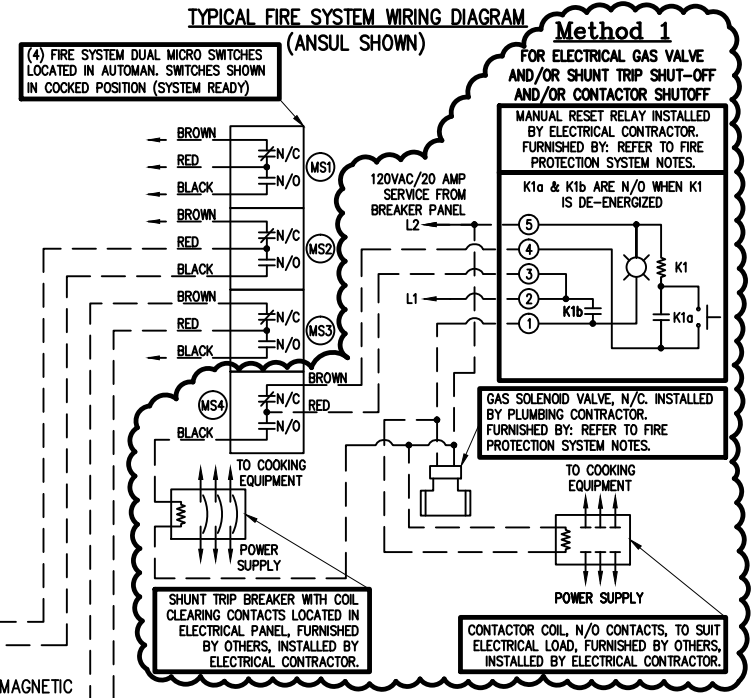 TYPICAL FIRE SYSTEM WIRING DIAGRAM
(ANSUL SHOWN)
(4) FIRE SYSTEM DUAL MICRO SWITCHES
LOCATED IN AUTOMAN. SWITCHES SHOWN
IN COCKED POSITION (SYSTEM READY)
Method 1
FOR ELECTRICAL GAS VALVE
AND/OR SHUNT TRIP SHUT-OFF
AND/OR CONTACTOR SHUTOFF
MANUAL RESET RELAY INSTALLED
BY ELECTRICAL CONTRACTOR.
FURNISHED BY: REFER TO FIRE
PROTECTION SYSTEM NOTES.
K1a & K1b ARE N/O WHEN K1
IS DE-ENERGIZED
120VAC/20 AMP
SERVICE FROM
BREAKER PANEL
L2
L1
5
4
3
2
1
K1
K1a
K1b
BROWN
N/C
RED
MS1
N/O
BLACK
BROWN
N/C
RED
MS2
N/O
BLACK
BROWN
N/C
RED
MS3
N/O
BLACK
BROWN
MS4
N/C
RED
N/O
BLACK
GAS SOLENOID VALVE, N/C. INSTALLED
BY PLUMBING CONTRACTOR.
FURNISHED BY: REFER TO FIRE
PROTECTION SYSTEM NOTES.
TO COOKING
EQUIPMENT
POWER
SUPPLY
TO COOKING
EQUIPMENT
POWER SUPPLY
SHUNT TRIP BREAKER WITH COIL
CLEARING CONTACTS LOCATED IN
ELECTRICAL PANEL, FURNISHED
BY OTHERS, INSTALLED BY
ELECTRICAL CONTRACTOR.
CONTACTOR COIL, N/O CONTACTS, TO SUIT
ELECTRICAL LOAD, FURNISHED BY OTHERS,
INSTALLED BY ELECTRICAL CONTRACTOR.
MAGNETIC